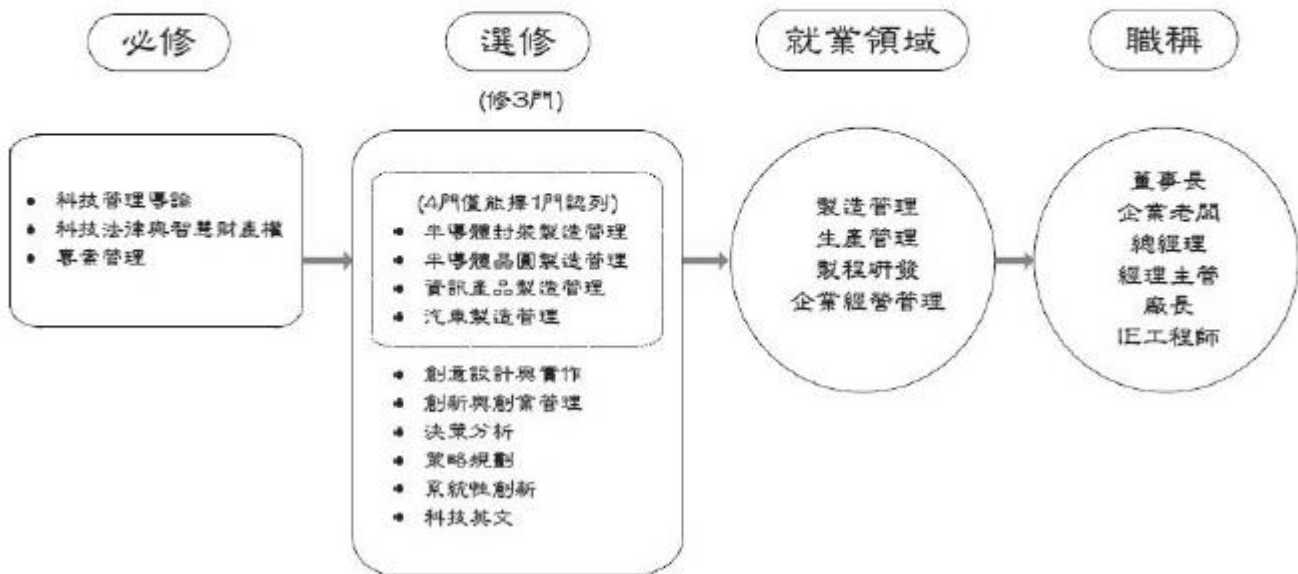 必修
選修
就業領域
職稱
(修3門)
• 科技管理導論
• 科技法律與智慧財產權
• 專案管理
(4門僅能擇1門認列)
• 半導體封裝製造管理
• 半導體晶圓製造管理
• 資訊產品製造管理
• 汽車製造管理
• 創意設計與實作
• 創新與創業管理
• 決策分析
• 策略規劃
• 系統性創新
• 科技英文
製造管理
生產管理
製程研發
企業經營管理
董事長
企業老闆
總經理
經理主管
廠長
IE工程師